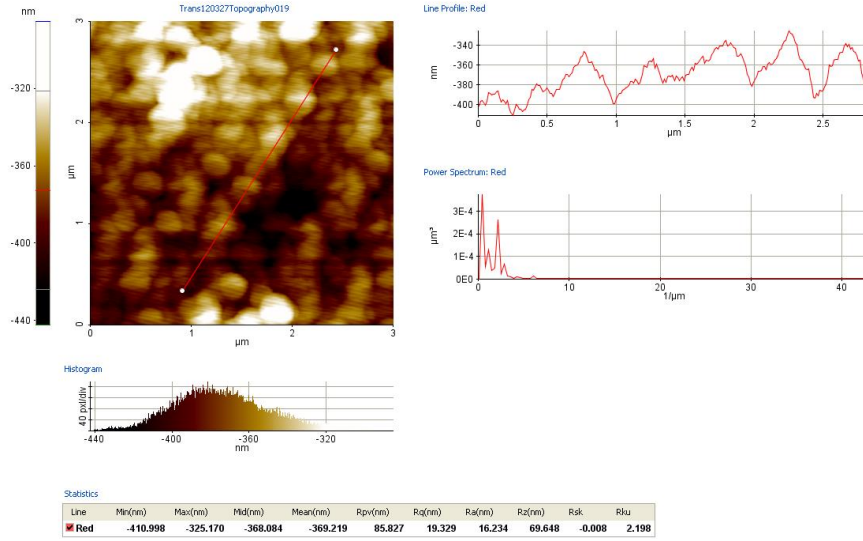 nm
-320
-360
-400
-440
Trans120327Topography019
3
2
1
0
µm
0 1 2 3
µm
Line Profile: Red
nm
-340
-360
-380
-400
0 0.5 1 1.5 2 2.5
µm
Power Spectrum: Red
µm³
3E-4
2E-4
1E-4
0E0
0 10 20 30 40
1/µm
Histogram
40 pxl/div
-440 -400 -360 -320
nm
Statistics
Line Min(nm) Max(nm) Mid(nm) Mean(nm) Rpv(nm) Rq(nm) Ra(nm) Rz(nm) Rsk Rku
Red -410.998 -325.170 -368.084 -369.219 85.827 19.329 16.234 69.648 -0.008 2.198